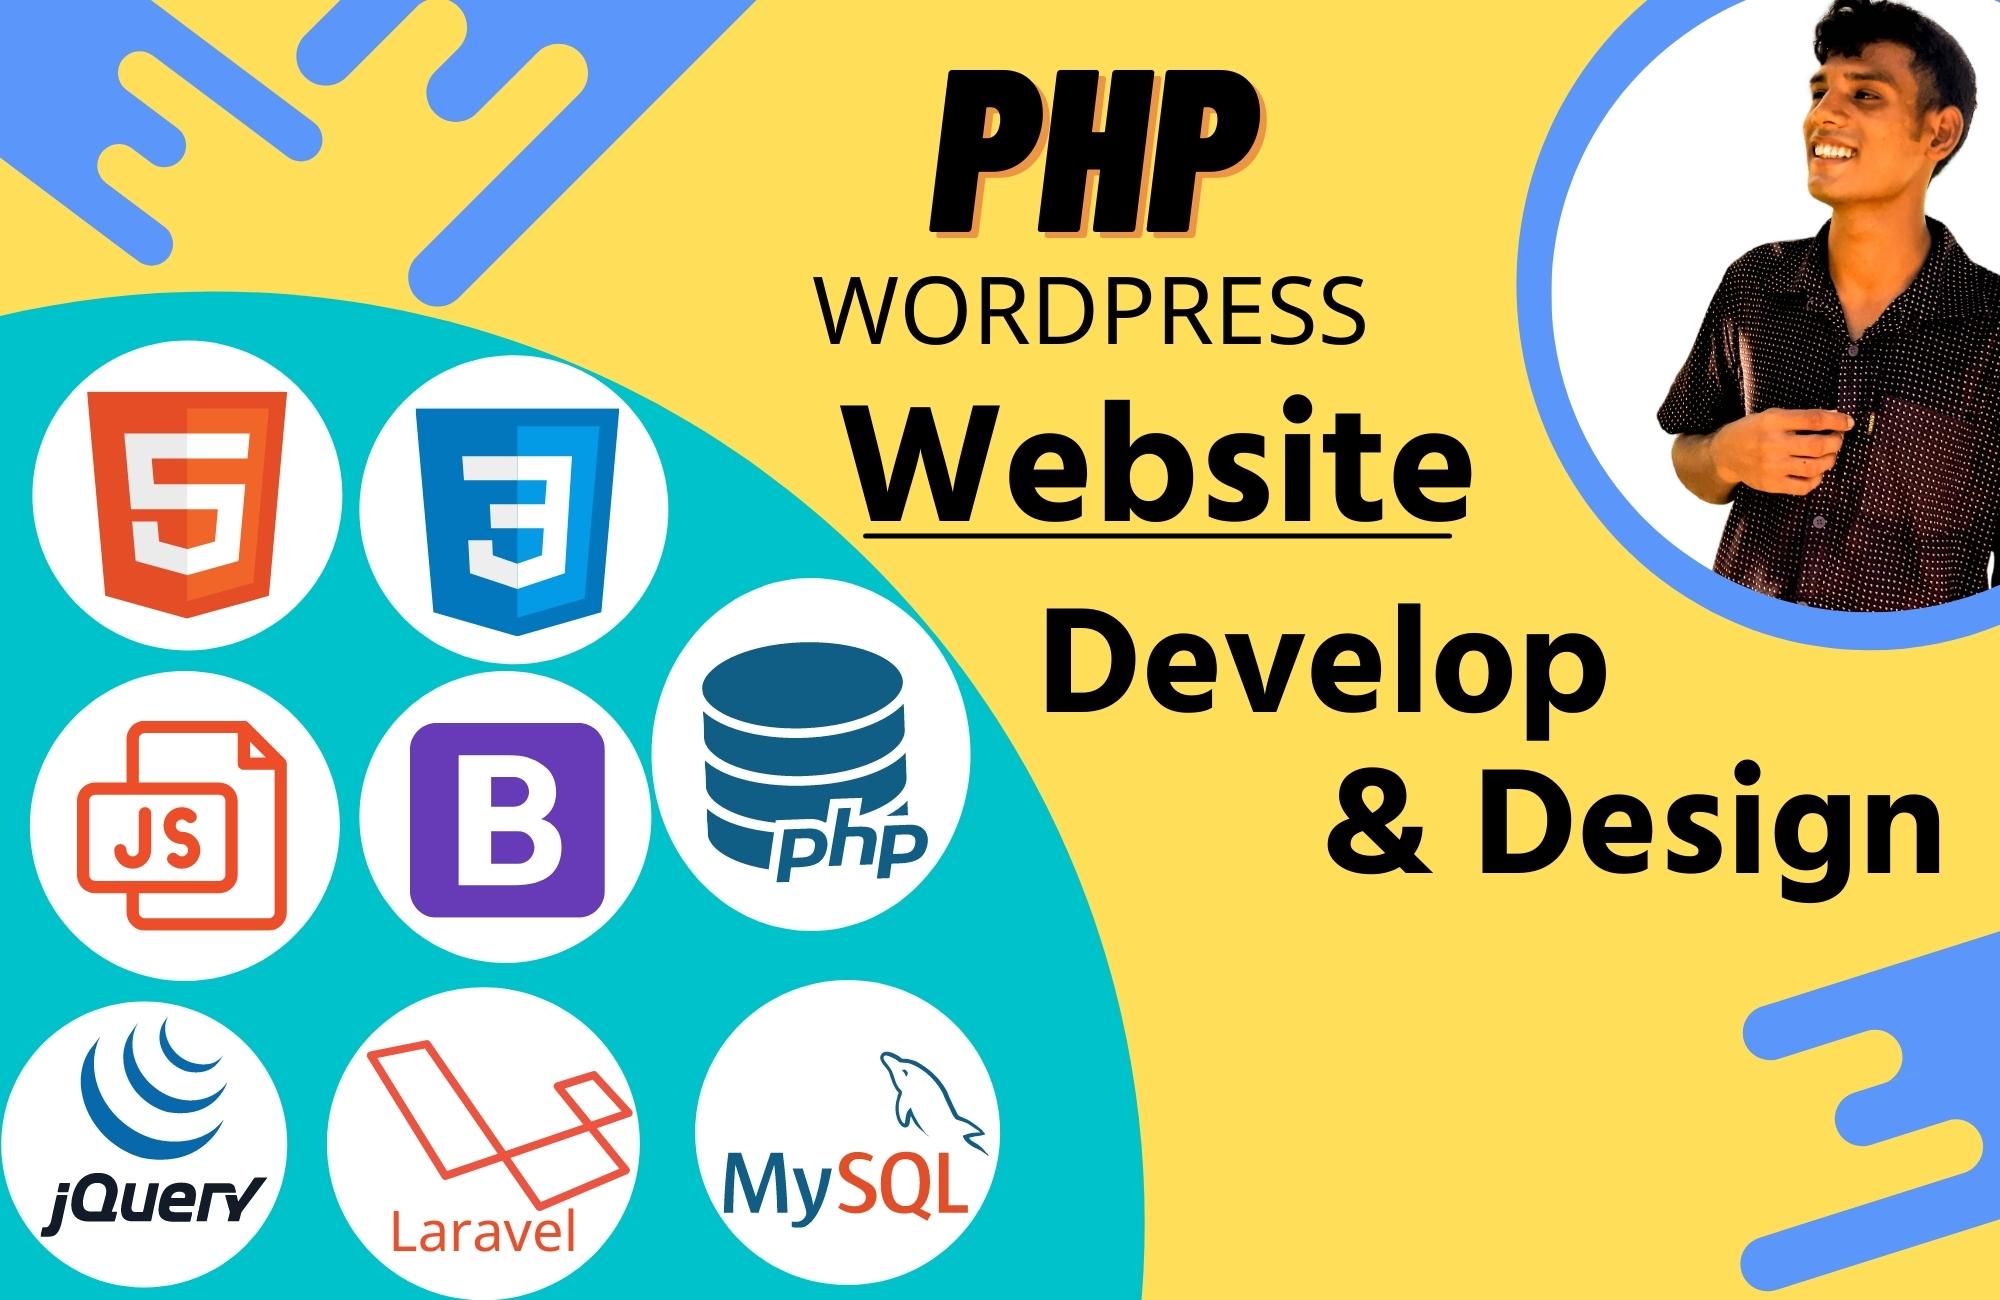 PHP
WORDPRESS
Website
Develop
& Design
5
3
JS
B
php
jQuery
Laravel
MySQL